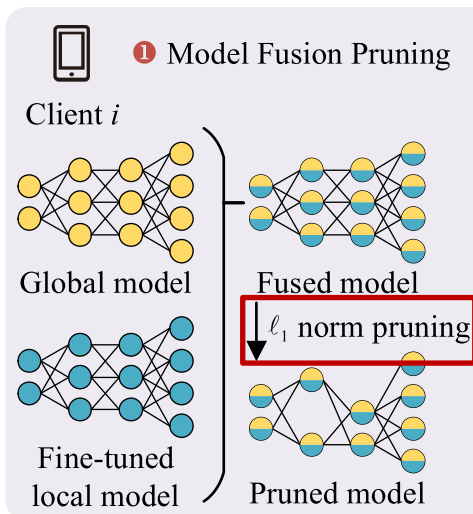 ❶ Model Fusion Pruning
Client i
Global model
Fused model
ℓ₁ norm pruning
Fine-tuned
local model
Pruned model